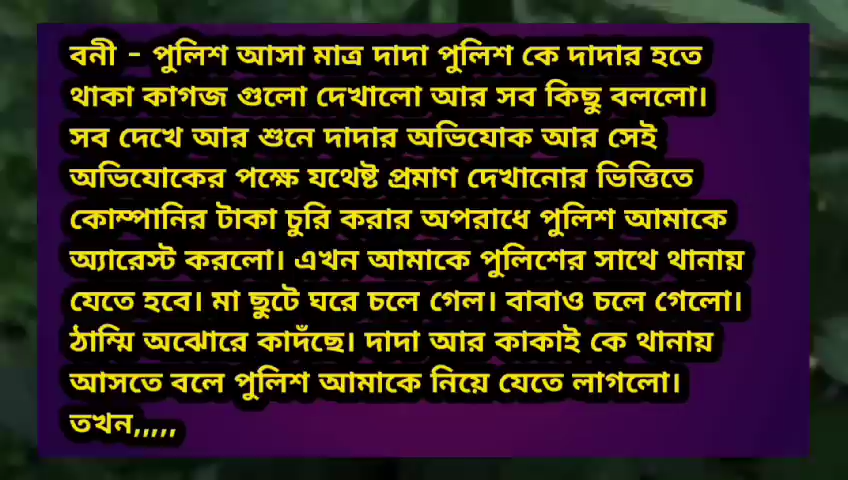 বনী - পুলিশ আসা মাত্র দাদা পুলিশ কে দাদার হতে
থাকা কাগজ গুলো দেখালো আর সব কিছু বললো।
সব দেখে আর শুনে দাদার অভিযোক আর সেই
অভিযোকের পক্ষে যথেষ্ট প্রমাণ দেখানোর ভিত্তিতে
কোম্পানির টাকা চুরি করার অপরাধে পুলিশ আমাকে
অ্যারেস্ট করলো। এখন আমাকে পুলিশের সাথে থানায়
যেতে হবে। মা ছুটে ঘরে চলে গেল। বাবাও চলে গেলো।
ঠাম্মি অঝোরে কাদঁছে। দাদা আর কাকাই কে থানায়
আসতে বলে পুলিশ আমাকে নিয়ে যেতে লাগলো।
তখন,,,,,